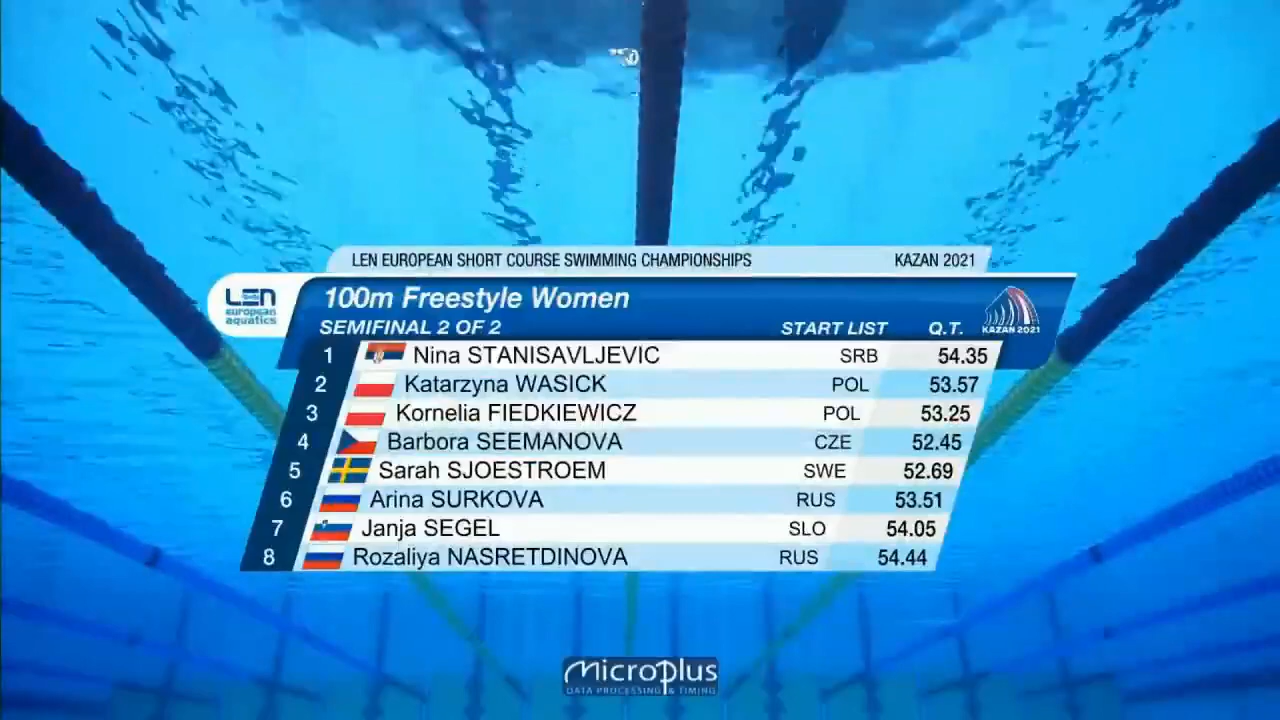 LEN EUROPEAN SHORT COURSE SWIMMING CHAMPIONSHIPS KAZAN 2021
LEN
european
aquatics
100m Freestyle Women
SEMIFINAL 2 OF 2 START LIST Q.T. KAZAN 2021
1 Nina STANISAVLJEVIC SRB 54.35
2 Katarzyna WASICK POL 53.57
3 Kornelia FIEDKIEWICZ POL 53.25
4 Barbora SEEMANOVA CZE 52.45
5 Sarah SJOESTROEM SWE 52.69
6 Arina SURKOVA RUS 53.51
7 Janja SEGEL SLO 54.05
8 Rozaliya NASRETDINOVA RUS 54.44
Microplus
DATA PROCESSING & TIMING